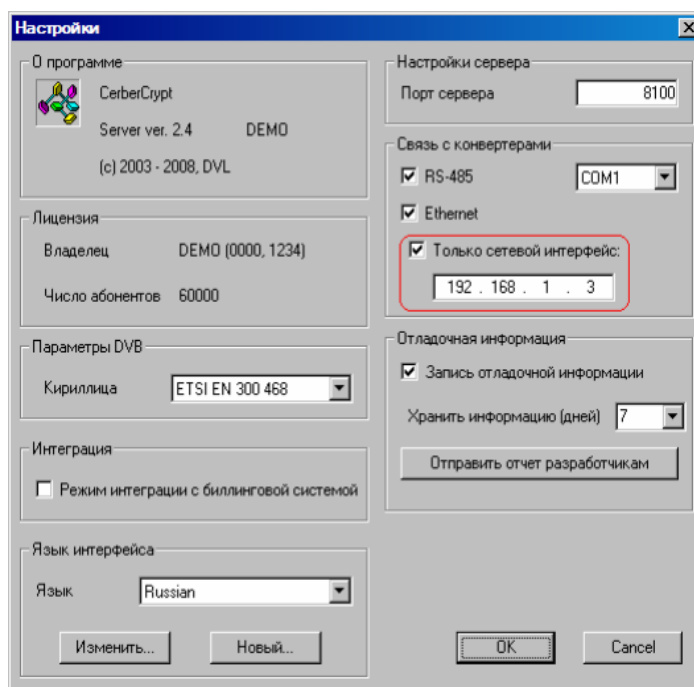 Настройки
О программе
CerberCrypt
Server ver. 2.4 DEMO
(c) 2003 - 2008, DVL
Лицензия
Владелец DEMO (0000, 1234)
Число абонентов 60000
Параметры DVB
Кириллица ETSI EN 300 468
Интеграция
Режим интеграции с биллинговой системой
Язык интерфейса
Язык Russian
Изменить... Новый...
Настройки сервера
Порт сервера 8100
Связь с конвертерами
RS-485 COM1
Ethernet
Только сетевой интерфейс:
192 . 168 . 1 . 3
Отладочная информация
Запись отладочной информации
Хранить информацию (дней) 7
Отправить отчет разработчикам
OK Cancel